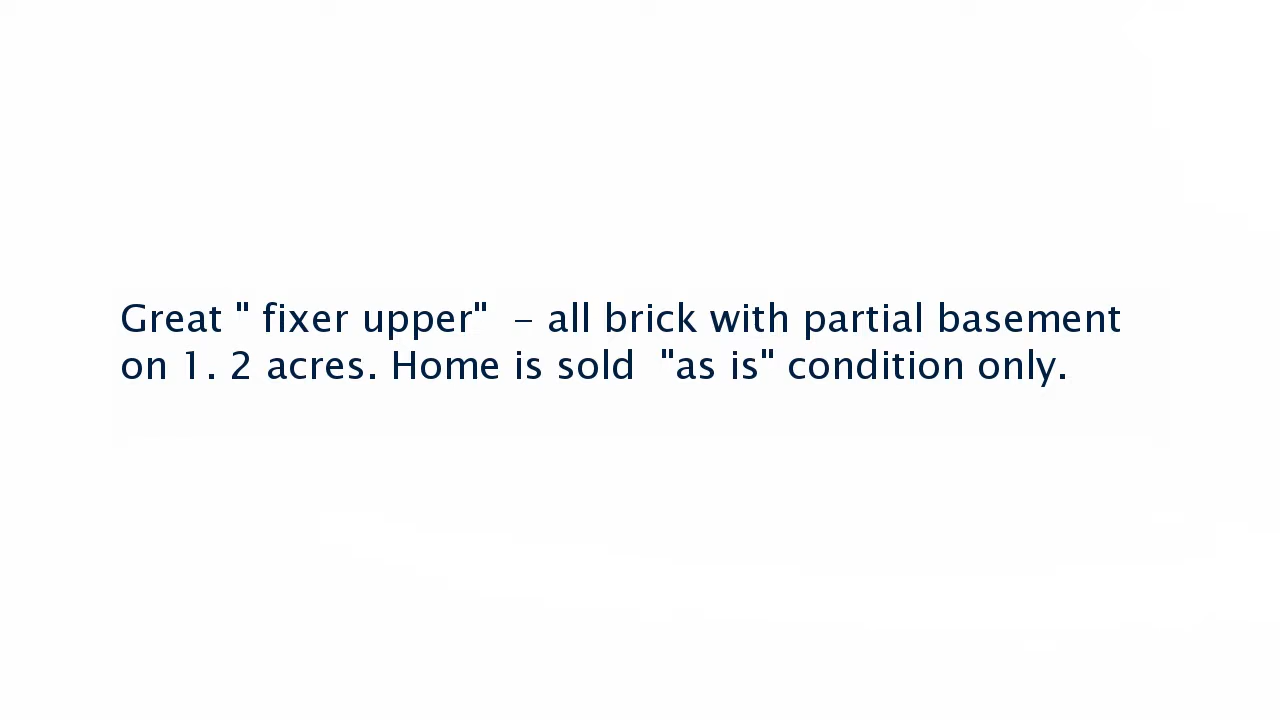 Great " fixer upper"  – all brick with partial basement
on 1. 2 acres. Home is sold  "as is" condition only.